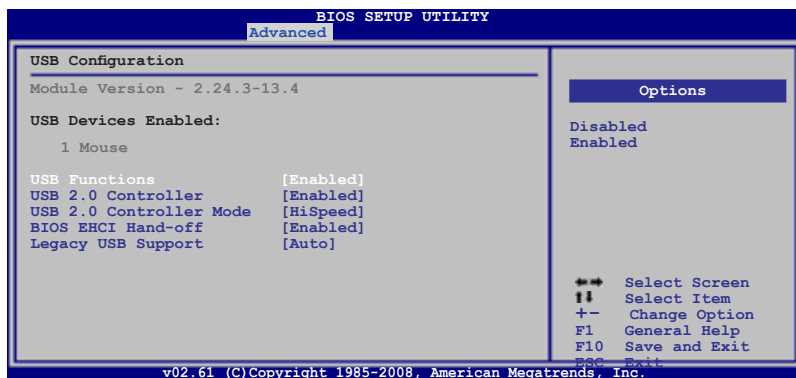 BIOS SETUP UTILITY
Advanced
USB Configuration
Module Version - 2.24.3-13.4
USB Devices Enabled:
1 Mouse
USB Functions [Enabled]
USB 2.0 Controller [Enabled]
USB 2.0 Controller Mode [HiSpeed]
BIOS EHCI Hand-off [Enabled]
Legacy USB Support [Auto]
Options
Disabled
Enabled
←→ Select Screen
↑↓ Select Item
+- Change Option
F1 General Help
F10 Save and Exit
ESC Exit
v02.61 (C)Copyright 1985-2008, American Megatrends, Inc.